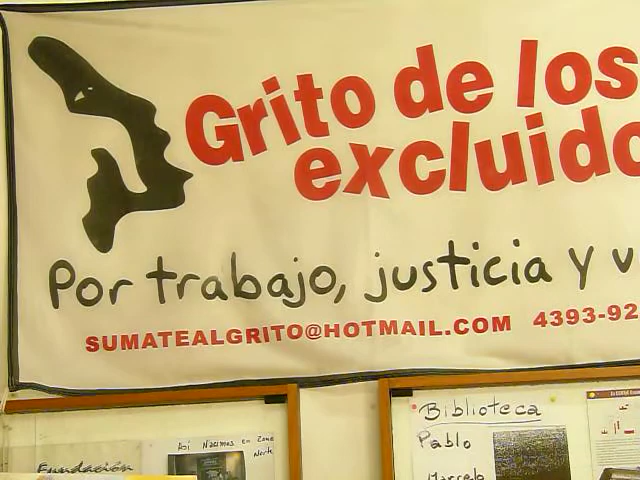 Grito de los
excluido
Por trabajo, justicia y v
SUMATEALGRITO@HOTMAIL.COM 4393-92
Biblioteca
Pablo
Marcelo
Así Nacimos en Zona
Norte
Fundación